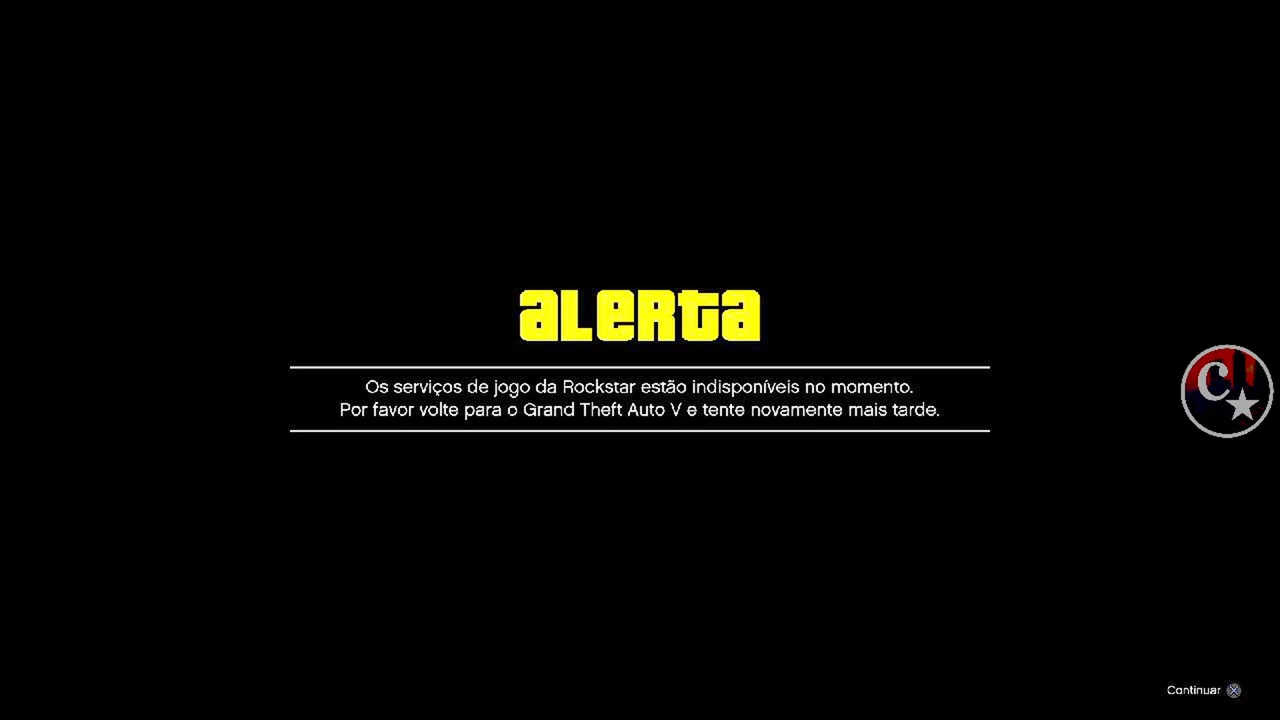 alerta
Os serviços de jogo da Rockstar estão indisponíveis no momento.
Por favor volte para o Grand Theft Auto V e tente novamente mais tarde.
C
Continuar